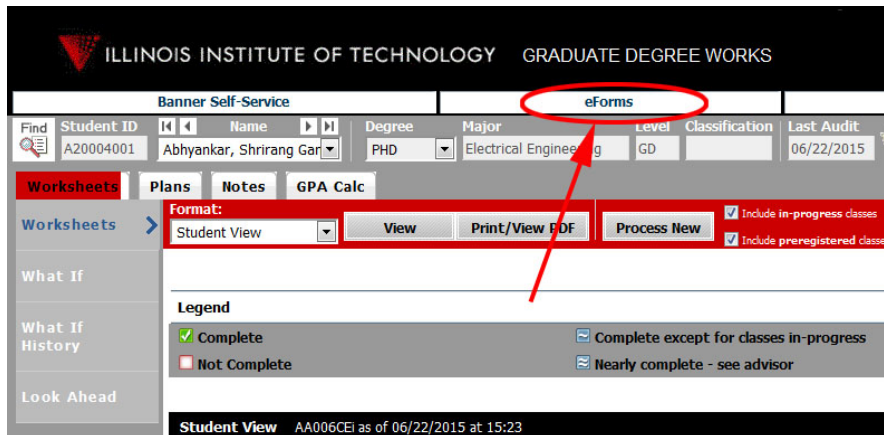 ILLINOIS INSTITUTE OF TECHNOLOGY GRADUATE DEGREE WORKS
Banner Self-Service eForms
Find Student ID Name Degree Major Level Classification Last Audit
A20004001 Abhyankar, Shrirang Gar PHD Electrical Engineering GD 06/22/2015
Worksheets Plans Notes GPA Calc
Worksheets
Format:
Student View View Print/View PDF Process New
Include in-progress classes
Include preregistered classe
What If
What If
History
Look Ahead
Legend
Complete Complete except for classes in-progress
Not Complete Nearly complete - see advisor
Student View AA006CEi as of 06/22/2015 at 15:23